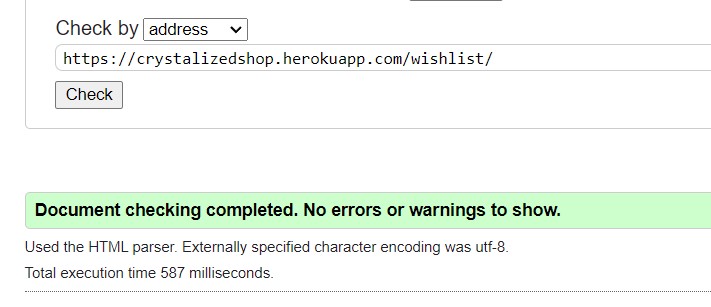 Check by address
https://crystalizedshop.herokuapp.com/wishlist/
Check
Document checking completed. No errors or warnings to show.
Used the HTML parser. Externally specified character encoding was utf-8.
Total execution time 587 milliseconds.